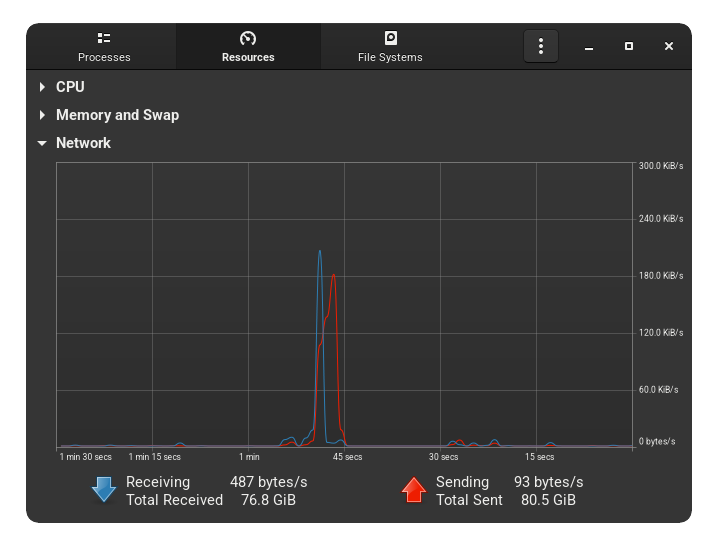 Processes
Resources
File Systems
CPU
Memory and Swap
Network
300.0 KiB/s
240.0 KiB/s
180.0 KiB/s
120.0 KiB/s
60.0 KiB/s
0 bytes/s
1 min 30 secs 1 min 15 secs 1 min 45 secs 30 secs 15 secs
Receiving 487 bytes/s Sending 93 bytes/s
Total Received 76.8 GiB Total Sent 80.5 GiB